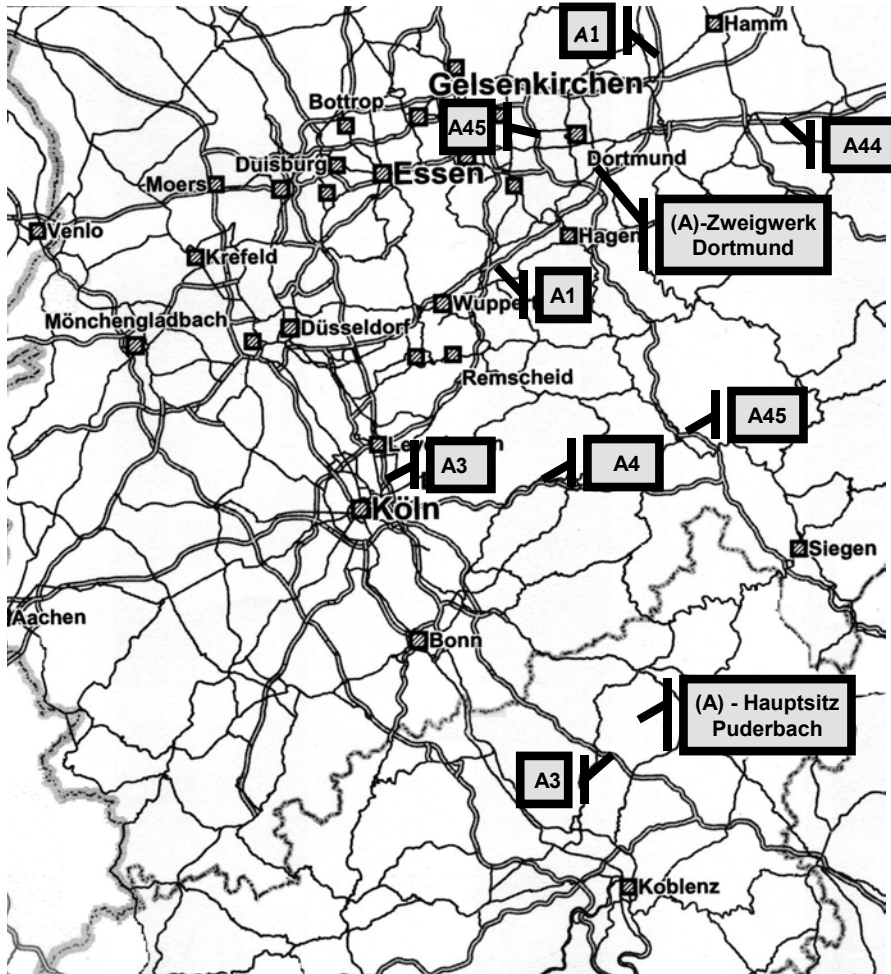 A1
Hamm
Gelsenkirchen
Bottrop
A45
A44
Duisburg
Dortmund
Essen
Moers
(A)-Zweigwerk
Dortmund
Venlo
Hagen
Krefeld
A1
Mönchengladbach
Düsseldorf
Remscheid
A45
A3
A4
Köln
Siegen
Aachen
Bonn
(A) - Hauptsitz
Puderbach
A3
Koblenz